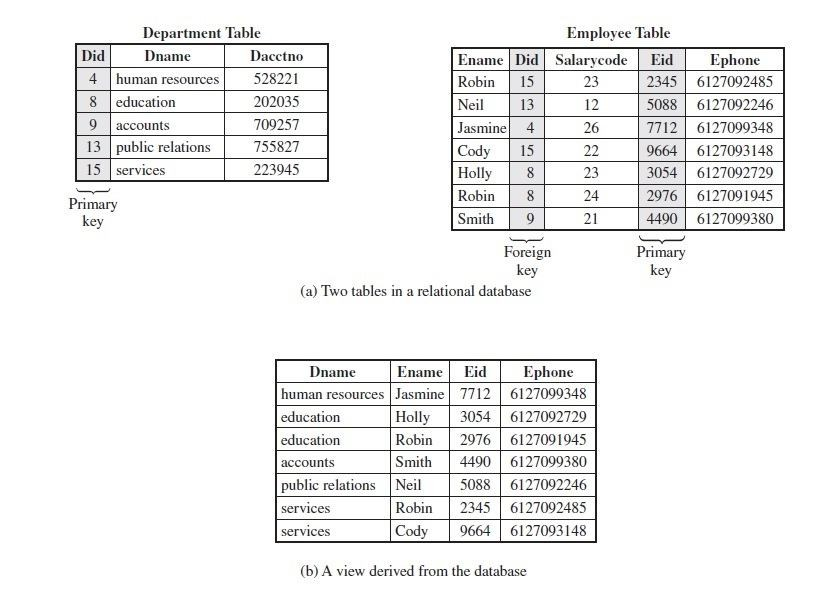 Department Table
Did Dname Dacctno
4 human resources 528221
8 education 202035
9 accounts 709257
13 public relations 755827
15 services 223945
Primary
key
Employee Table
Ename Did Salarycode Eid Ephone
Robin 15 23 2345 6127092485
Neil 13 12 5088 6127092246
Jasmine 4 26 7712 6127099348
Cody 15 22 9664 6127093148
Holly 8 23 3054 6127092729
Robin 8 24 2976 6127091945
Smith 9 21 4490 6127099380
Foreign
key
Primary
key
(a) Two tables in a relational database
Dname Ename Eid Ephone
human resources Jasmine 7712 6127099348
education Holly 3054 6127092729
education Robin 2976 6127091945
accounts Smith 4490 6127099380
public relations Neil 5088 6127092246
services Robin 2345 6127092485
services Cody 9664 6127093148
(b) A view derived from the database